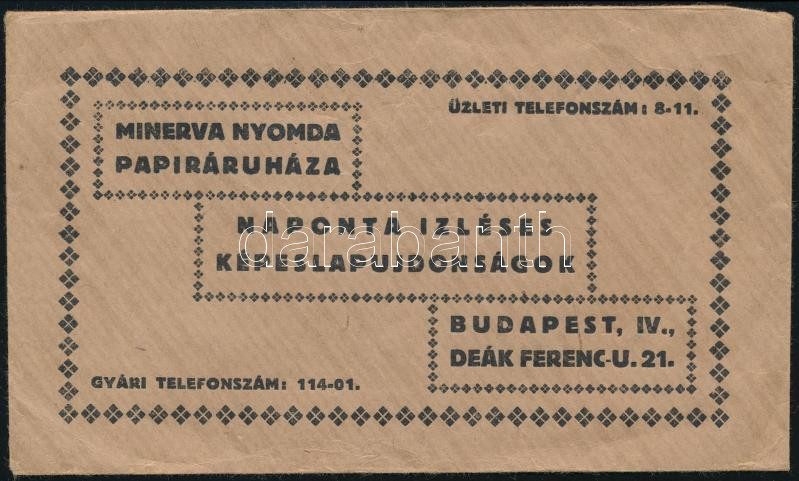 ÜZLETI TELEFONSZÁM: 8-11.
MINERVA NYOMDA
PAPIRÁRUHÁZA
NAPONTA IZLÉSES
KÉPESLAPUJDONSÁGOK
darabanth
BUDAPEST, IV.,
DEÁK FERENC-U. 21.
GYÁRI TELEFONSZÁM: 114-01.